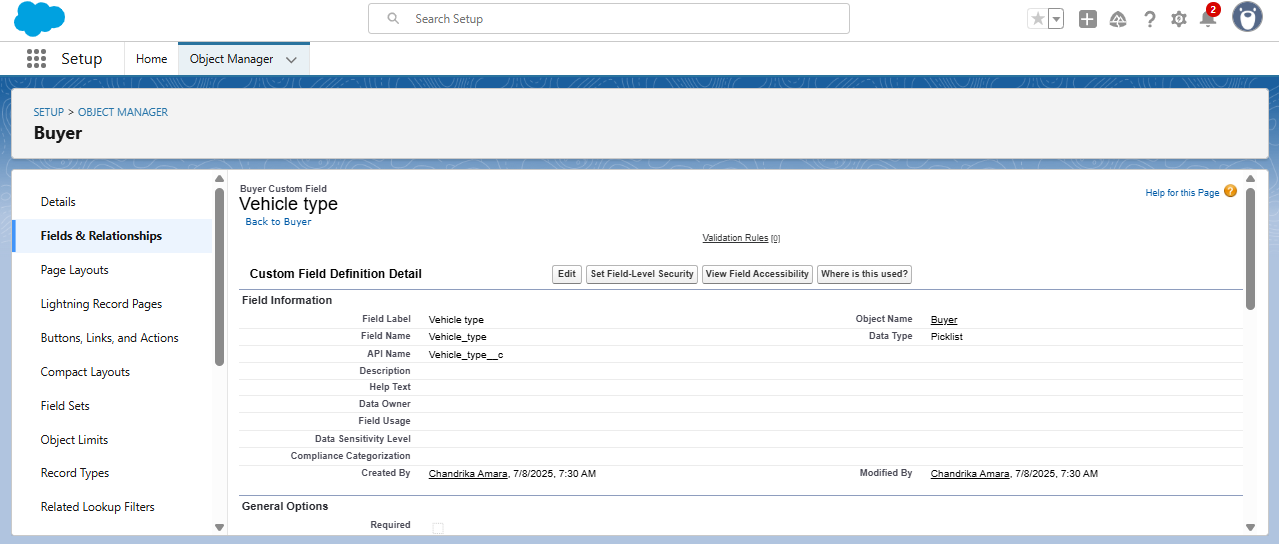 Search Setup
2
Setup
Home
Object Manager
SETUP > OBJECT MANAGER
Buyer
Details
Fields & Relationships
Page Layouts
Lightning Record Pages
Buttons, Links, and Actions
Compact Layouts
Field Sets
Object Limits
Record Types
Related Lookup Filters
Buyer Custom Field
Vehicle type
Back to Buyer
Help for this Page ?
Validation Rules [0]
Custom Field Definition Detail Edit Set Field-Level Security View Field Accessibility Where is this used?
Field Information
Field Label Vehicle type Object Name Buyer
Field Name Vehicle_type Data Type Picklist
API Name Vehicle_type__c
Description
Help Text
Data Owner
Field Usage
Data Sensitivity Level
Compliance Categorization
Created By Chandrika Amara, 7/8/2025, 7:30 AM Modified By Chandrika Amara, 7/8/2025, 7:30 AM
General Options
Required